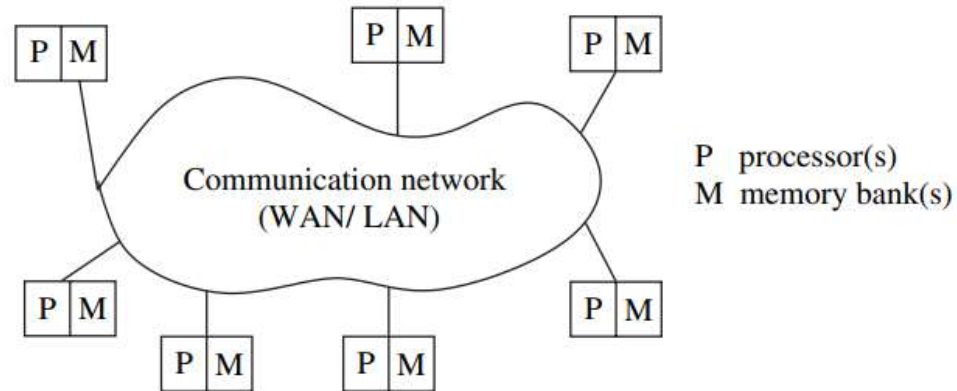 P M
P M
P M
Communication network
(WAN/ LAN)
P processor(s)
M memory bank(s)
P M
P M
P M
P M